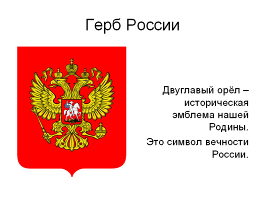 Герб России
Двуглавый орёл –
историческая
эмблема нашей
Родины.
Это символ вечности
России.